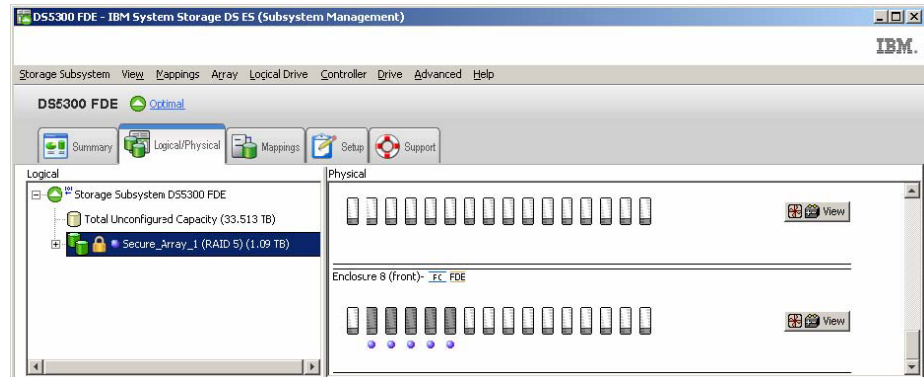 DS5300 FDE - IBM System Storage DS ES (Subsystem Management)
IBM.
Storage Subsystem View Mappings Array Logical Drive Controller Drive Advanced Help
DS5300 FDE Optimal
Summary Logical/Physical Mappings Setup Support
Logical
Storage Subsystem DS5300 FDE
Total Unconfigured Capacity (33.513 TB)
Secure_Array_1 (RAID 5) (1.09 TB)
Physical
View
Enclosure 8 (front)- FC FDE
View